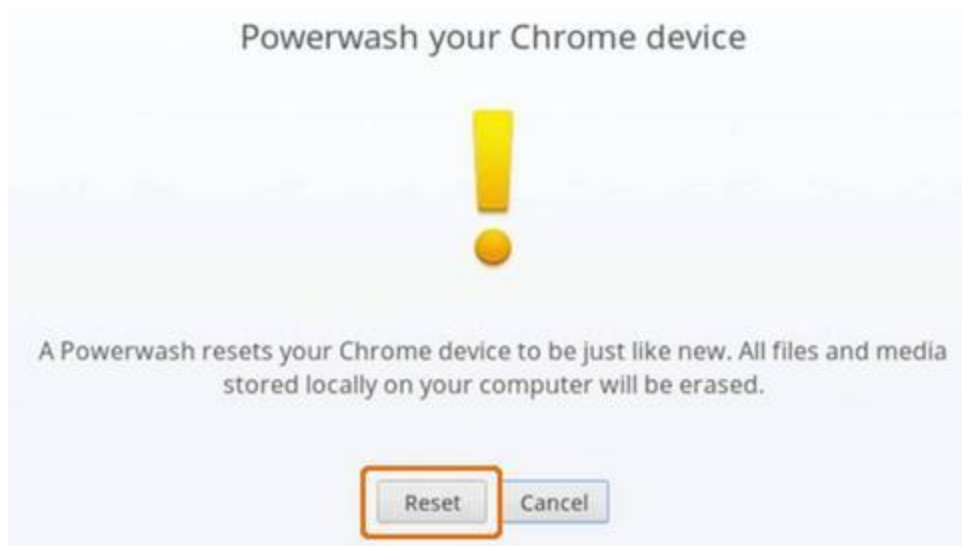 Powerwash your Chrome device
A Powerwash resets your Chrome device to be just like new. All files and media
stored locally on your computer will be erased.
Reset Cancel